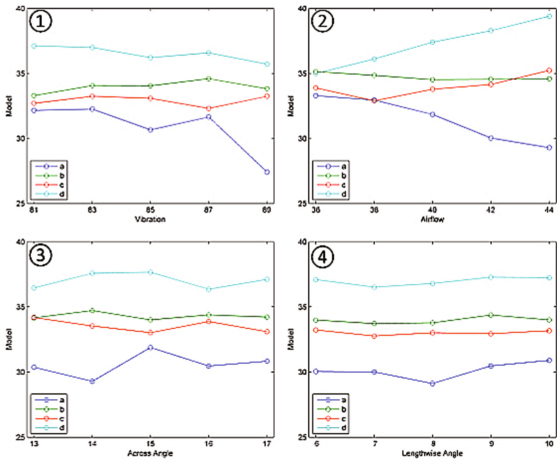 1
40
35
30
25
Model
a
b
c
d
81 83 85 87 89
Vibration
2
40
35
30
25
Model
a
b
c
d
36 38 40 42 44
Airflow
3
40
35
30
25
Model
a
b
c
d
13 14 15 16 17
Across Angle
4
40
35
30
25
Model
a
b
c
d
6 7 8 9 10
Lengthwise Angle